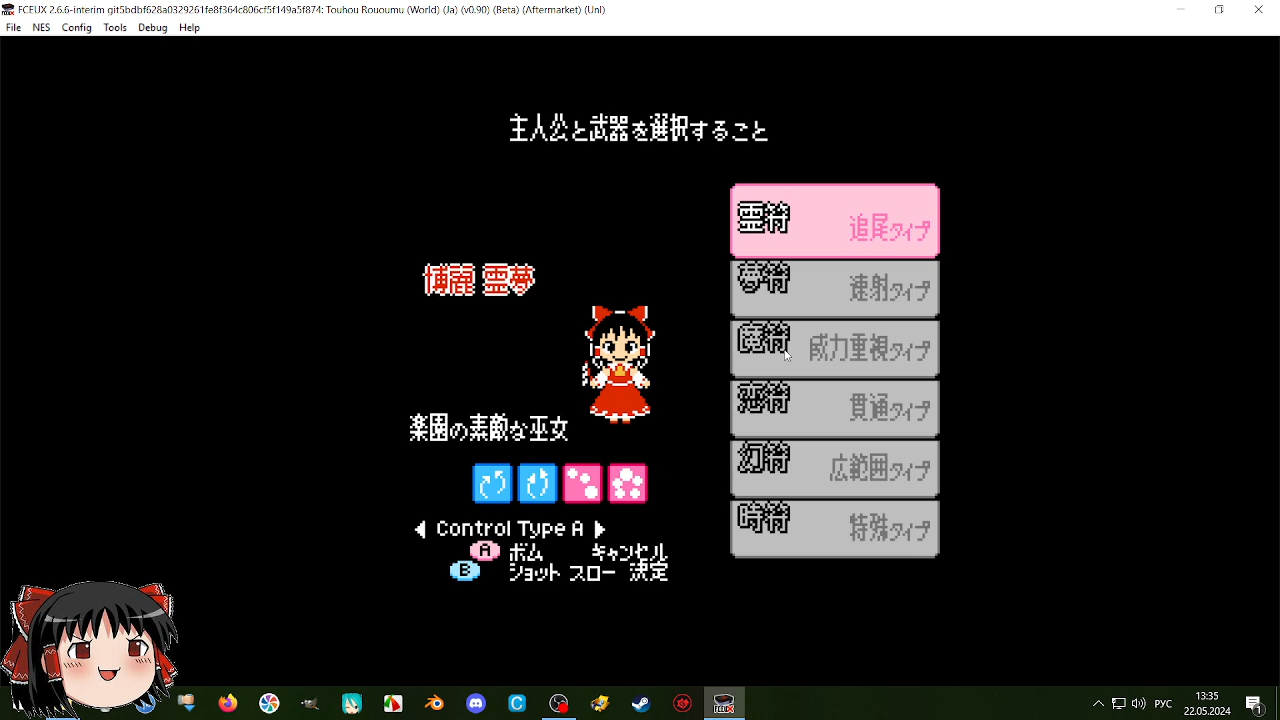 FCEUX 2.6.6-interim git5bdbf628a0329261fe8f364c806cf5f149a5f874: Touhou Rououmu (World) (Ja) (v0.90) (Beta) (Aftermarket) (Unl)
File NES Config Tools Debug Help
主人公と武器を選択すること
霊符 追尾タイプ
夢符 速射タイプ
魔符 威力重視タイプ
恋符 貫通タイプ
幻符 広範囲タイプ
時符 特殊タイプ
博麗 霊夢
楽園の素敵な巫女
Control Type A
A ボム キャンセル
B ショット スロー 決定
РУС
13:35
22.05.2024
1